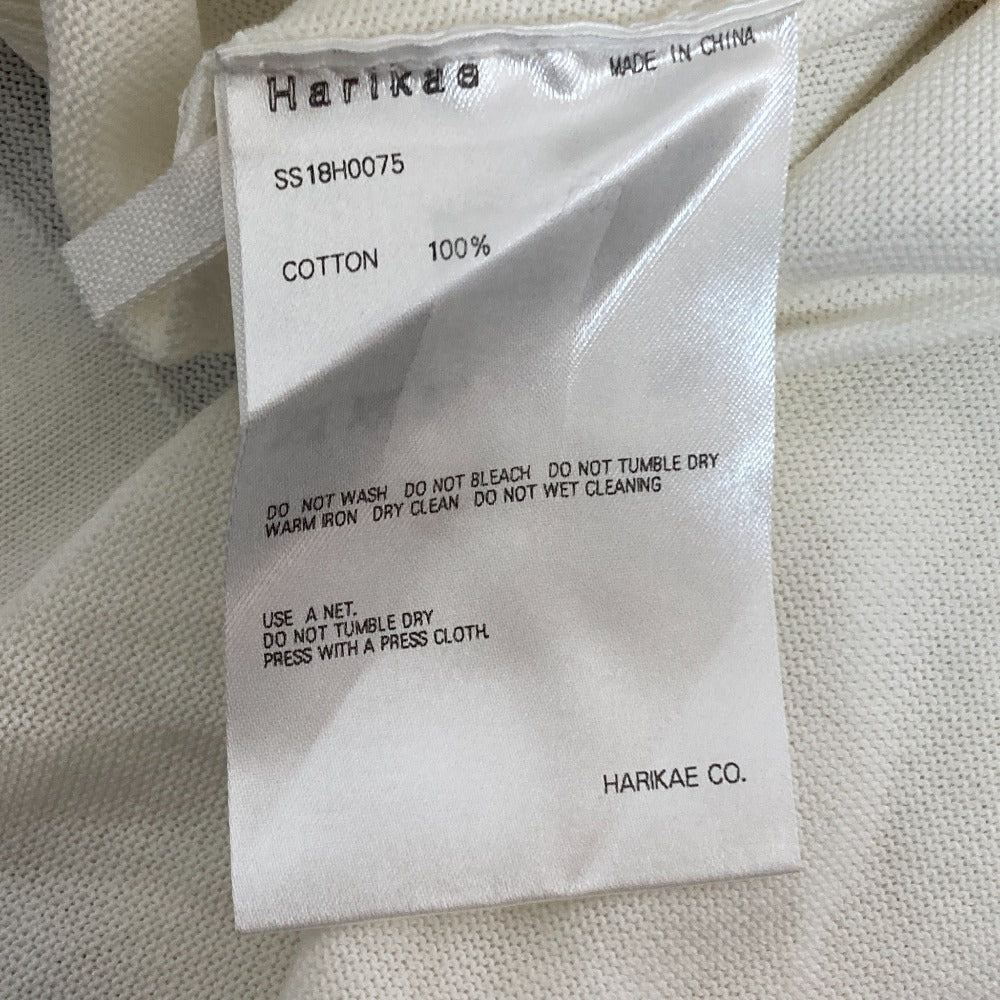 Harikae
MADE IN CHINA
SS18H0075
COTTON 100%
DO NOT WASH DO NOT BLEACH DO NOT TUMBLE DRY
WARM IRON DRY CLEAN DO NOT WET CLEANING
USE A NET.
DO NOT TUMBLE DRY
PRESS WITH A PRESS CLOTH.
HARIKAE CO.